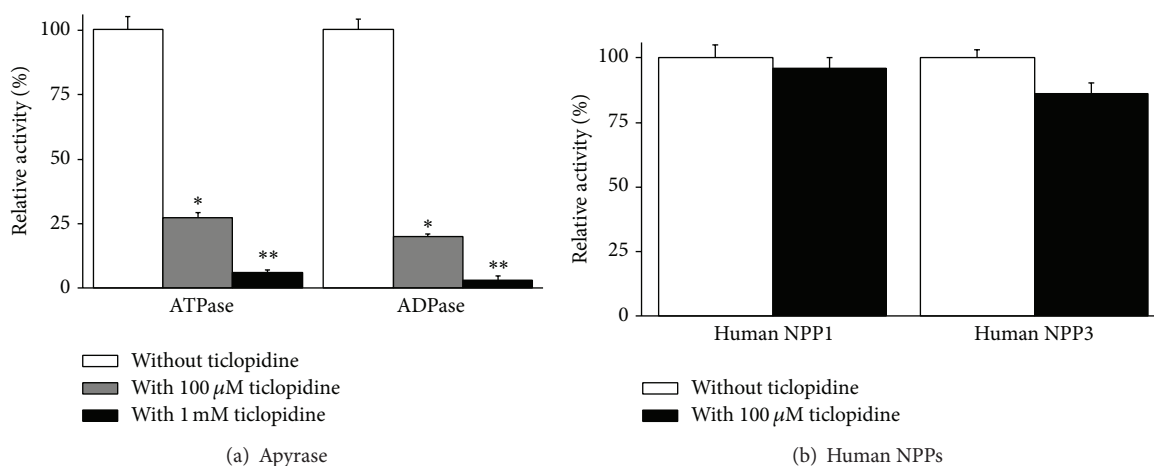 100
75
50
25
0
Relative activity (%)
*
**
*
**
ATPase ADPase
Without ticlopidine
With 100 μM ticlopidine
With 1 mM ticlopidine
(a) Apyrase
100
75
50
25
0
Relative activity (%)
Human NPP1 Human NPP3
Without ticlopidine
With 100 μM ticlopidine
(b) Human NPPs